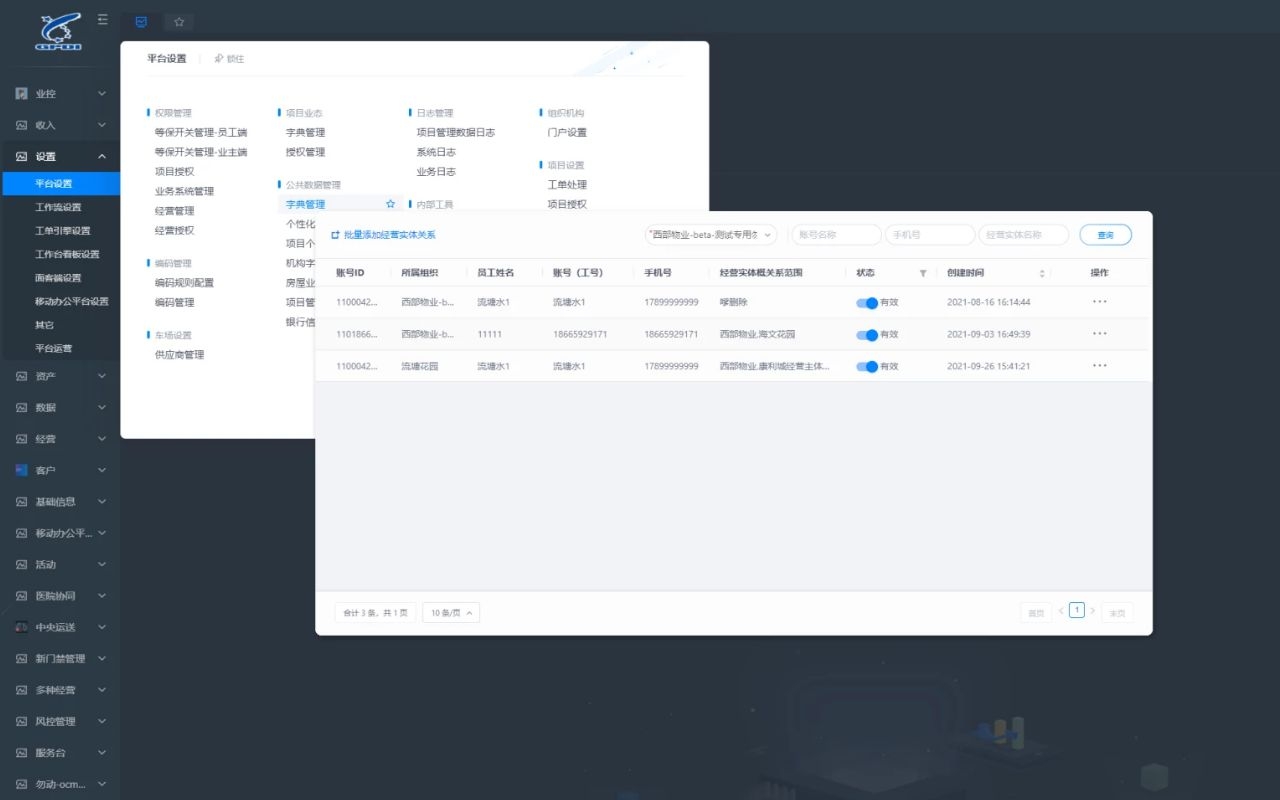 业控
收入
设置
平台设置
工作流设置
工单引擎设置
工作台看板设置
面客端设置
移动办公平台设置
其它
平台运营
资产
数据
经营
客户
基础信息
移动办公平...
活动
医院协同
中央运送
新门禁管理
多种经营
风控管理
服务台
勿动-ocm...
平台设置
锁住
权限管理
等保开关管理-员工端
等保开关管理-业主端
项目授权
业务系统管理
经营管理
经营授权
编码管理
编码规则配置
编码管理
车场设置
供应商管理
项目业态
字典管理
授权管理
公共数据管理
字典管理
个性化
项目个
机构字
房屋业
项目管
银行信
日志管理
项目管理数据日志
系统日志
业务日志
内部工具
组织机构
门户设置
项目设置
工单处理
项目授权
批量添加经营实体关系
*西部物业-beta-测试专用勿 账号名称 手机号 经营实体名称 查询
账号ID 所属组织 员工姓名 账号（工号） 手机号 经营实体概关系范围 状态 创建时间 操作
1100042... 西部物业-b... 流塘水1 流塘水1 17899999999 嗲删除 有效 2021-08-16 16:14:44 ...
1101866... 西部物业-b... 11111 18665929171 18665929171 西部物业,海文花园 有效 2021-09-03 16:49:39 ...
1100042... 流塘花园 流塘水1 流塘水1 17899999999 西部物业,康利城经营主体... 有效 2021-09-26 15:41:21 ...
合计 3 条，共 1 页 10 条/页 首页 1 末页